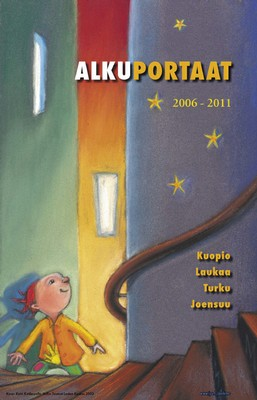 ALKUPORTAAT
2006 - 2011
Kuopio
Laukaa
Turku
Joensuu